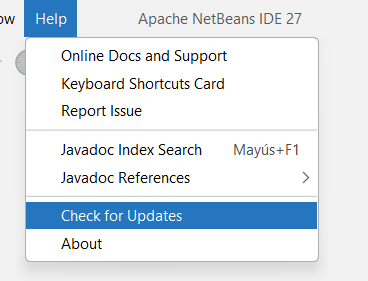 ow Help Apache NetBeans IDE 27
Online Docs and Support
Keyboard Shortcuts Card
Report Issue
Javadoc Index Search Mayús+F1
Javadoc References
Check for Updates
About